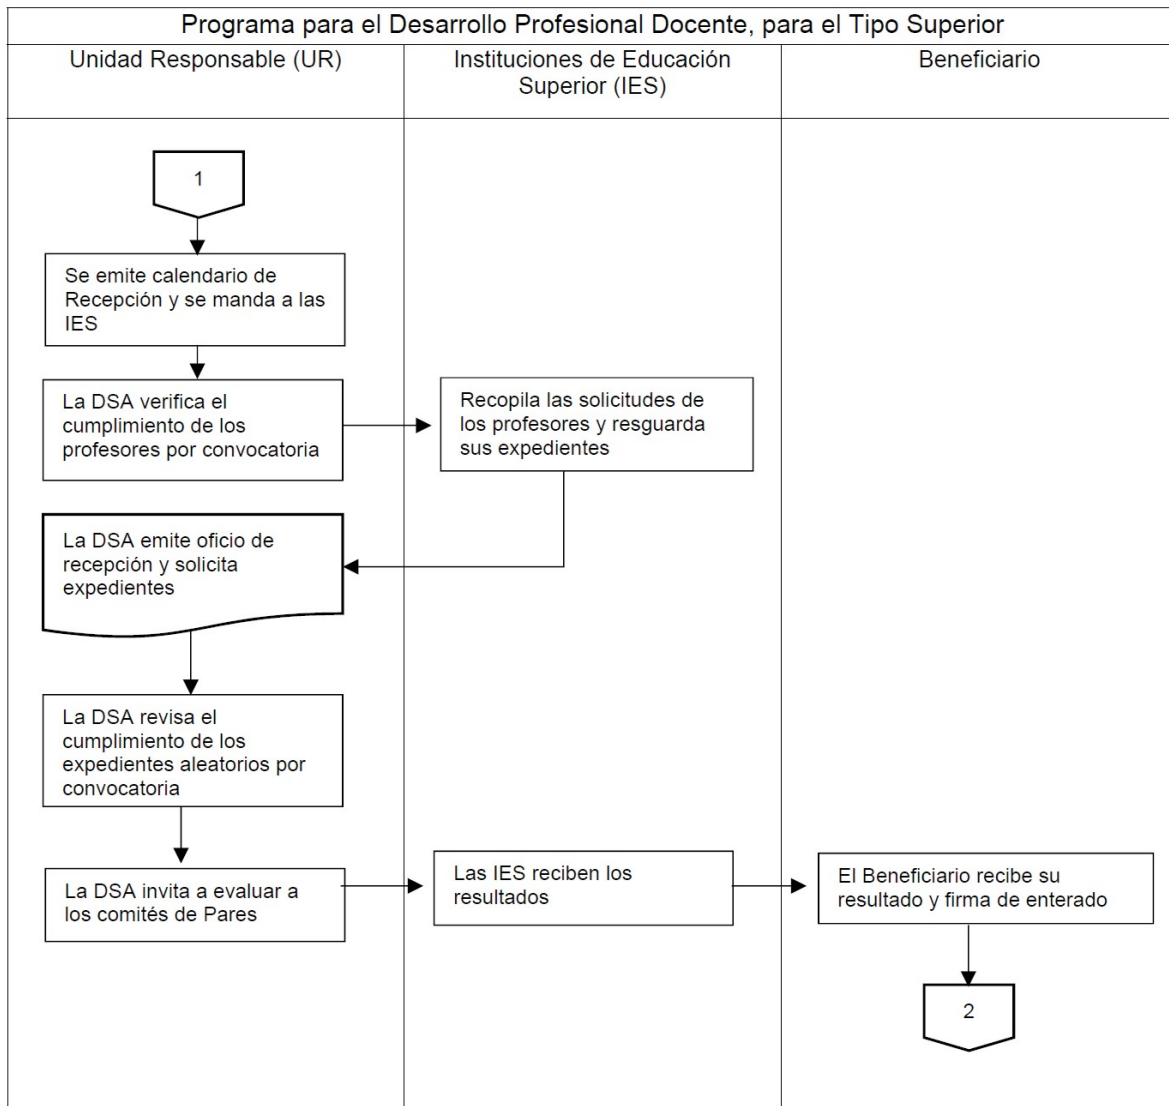 Programa para el Desarrollo Profesional Docente, para el Tipo Superior
Unidad Responsable (UR)
Instituciones de Educación
Superior (IES)
Beneficiario
1
Se emite calendario de
Recepción y se manda a las
IES
La DSA verifica el
cumplimiento de los
profesores por convocatoria
Recopila las solicitudes de
los profesores y resguarda
sus expedientes
La DSA emite oficio de
recepción y solicita
expedientes
La DSA revisa el
cumplimiento de los
expedientes aleatorios por
convocatoria
La DSA invita a evaluar a
los comités de Pares
Las IES reciben los
resultados
El Beneficiario recibe su
resultado y firma de enterado
2